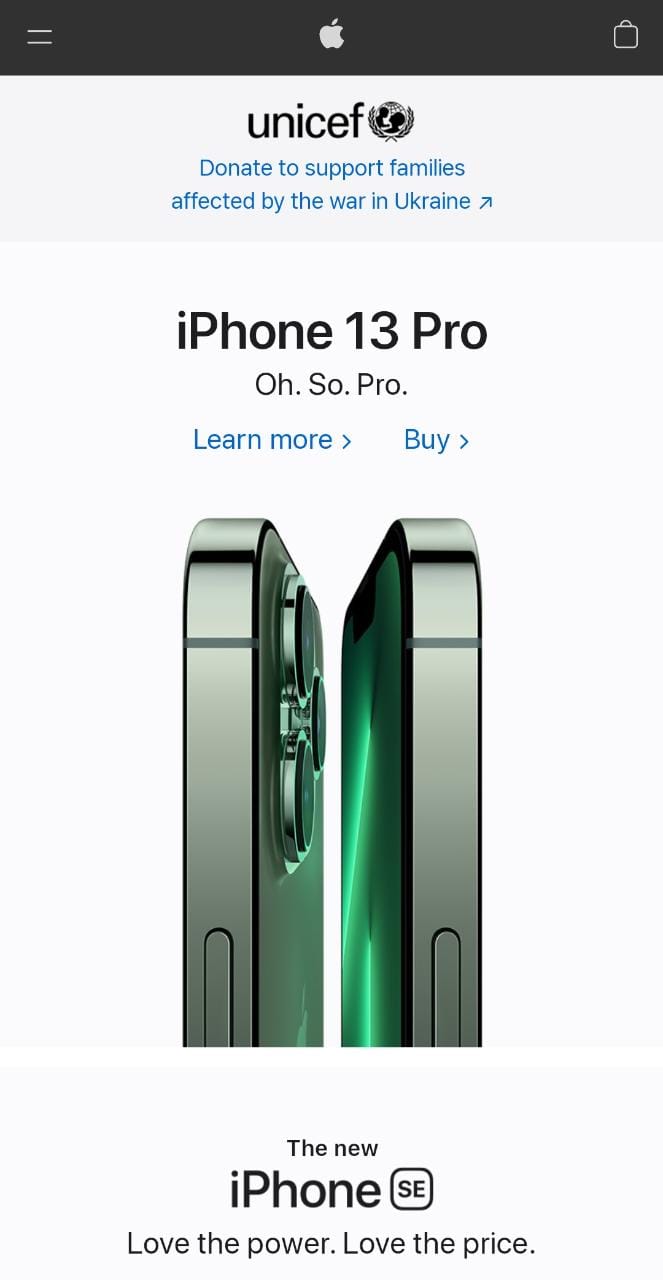 unicef
Donate to support families
affected by the war in Ukraine ↗
iPhone 13 Pro
Oh. So. Pro.
Learn more > Buy >
The new
iPhone SE
Love the power. Love the price.